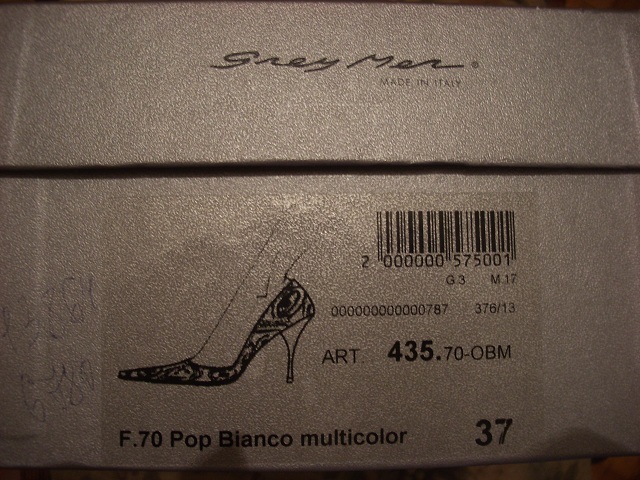 Grey Mer®
MADE IN ITALY
2 000000 575001
G 3 M.17
000000000000787 376/13
ART 435.70-OBM
F.70 Pop Bianco multicolor 37